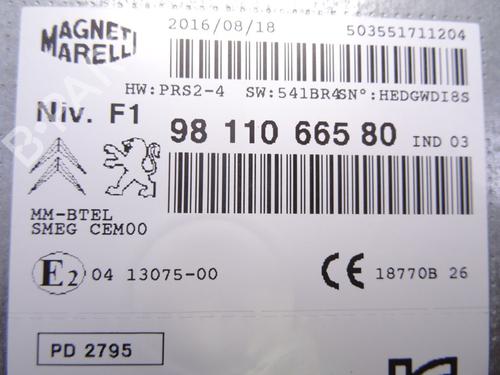 MAGNETI
MARELLI
2016/08/18
503551711204
HW:PRS2-4 SW:541BR4SN°:HEDGWDI8S
Niv. F1
98 110 665 80 IND 03
MM-BTEL
SMEG CEM00
E2 04 13075-00
CE 18770B 26
PD 2795